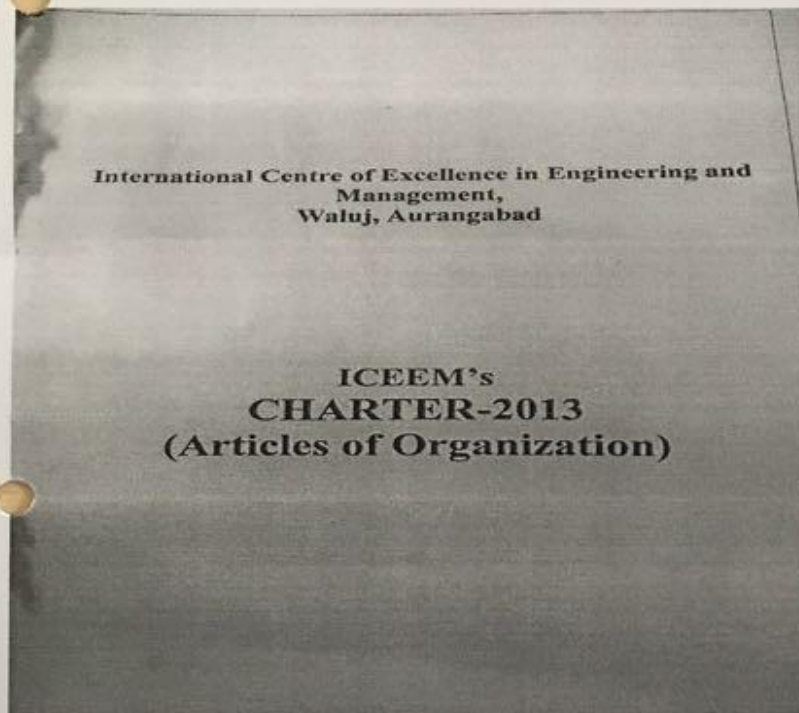 International Centre of Excellence in Engineering and
Management,
Waluj, Aurangabad
ICEEM's
CHARTER-2013
(Articles of Organization)